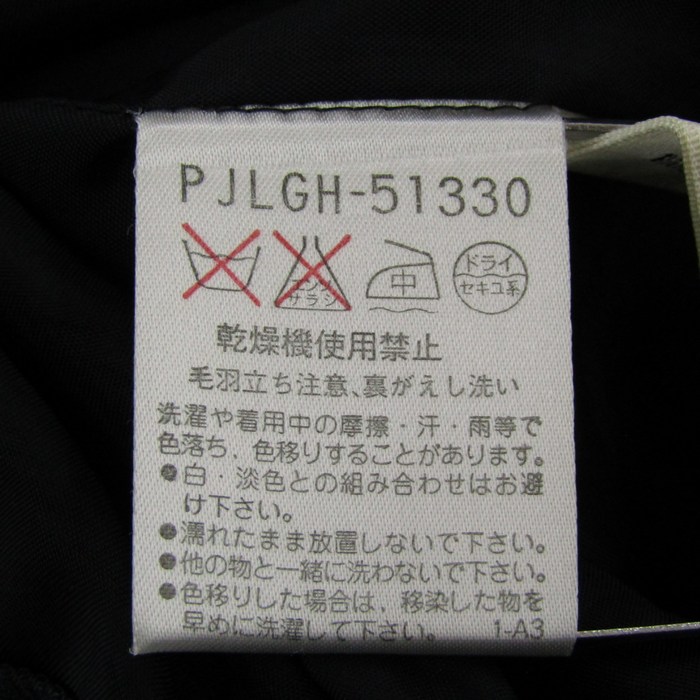 PJLGH-51330
エンソ
サラシ
中
ドライ
セキユ系
乾燥機使用禁止
毛羽立ち注意、裏がえし洗い
洗濯や着用中の摩擦・汗・雨等で
色落ち、色移りすることがあります。
●白・淡色との組み合わせはお避
け下さい。
●濡れたまま放置しないで下さい。
●他の物と一緒に洗わないで下さい。
●色移りした場合は、移染した物を
早めに洗濯して下さい。 1-A3